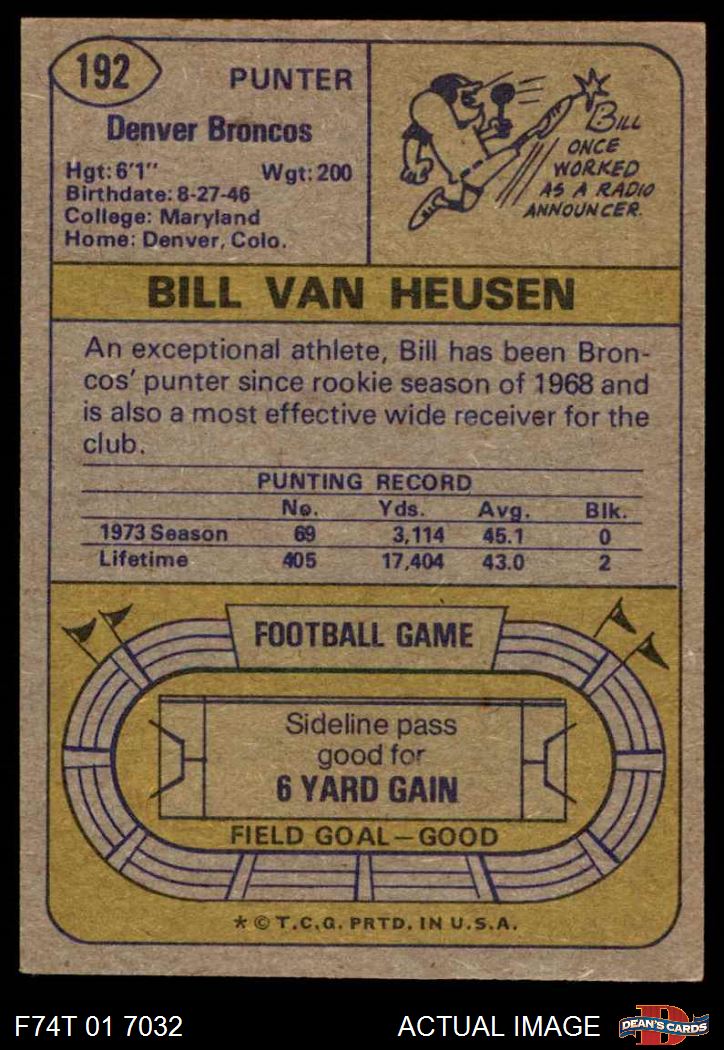 192
PUNTER
Denver Broncos
Hgt: 6'1" Wgt: 200
Birthdate: 8-27-46
College: Maryland
Home: Denver, Colo.
BILL
ONCE
WORKED
AS A RADIO
ANNOUNCER.
BILL VAN HEUSEN
An exceptional athlete, Bill has been Bron-
cos' punter since rookie season of 1968 and
is also a most effective wide receiver for the
club.
PUNTING RECORD
No. Yds. Avg. Blk.
1973 Season 69 3,114 45.1 0
Lifetime 405 17,404 43.0 2
FOOTBALL GAME
Sideline pass
good for
6 YARD GAIN
FIELD GOAL—GOOD
* © T.C.G. PRTD. IN U.S.A.
F74T 01 7032 ACTUAL IMAGE
D
DEAN'S CARDS